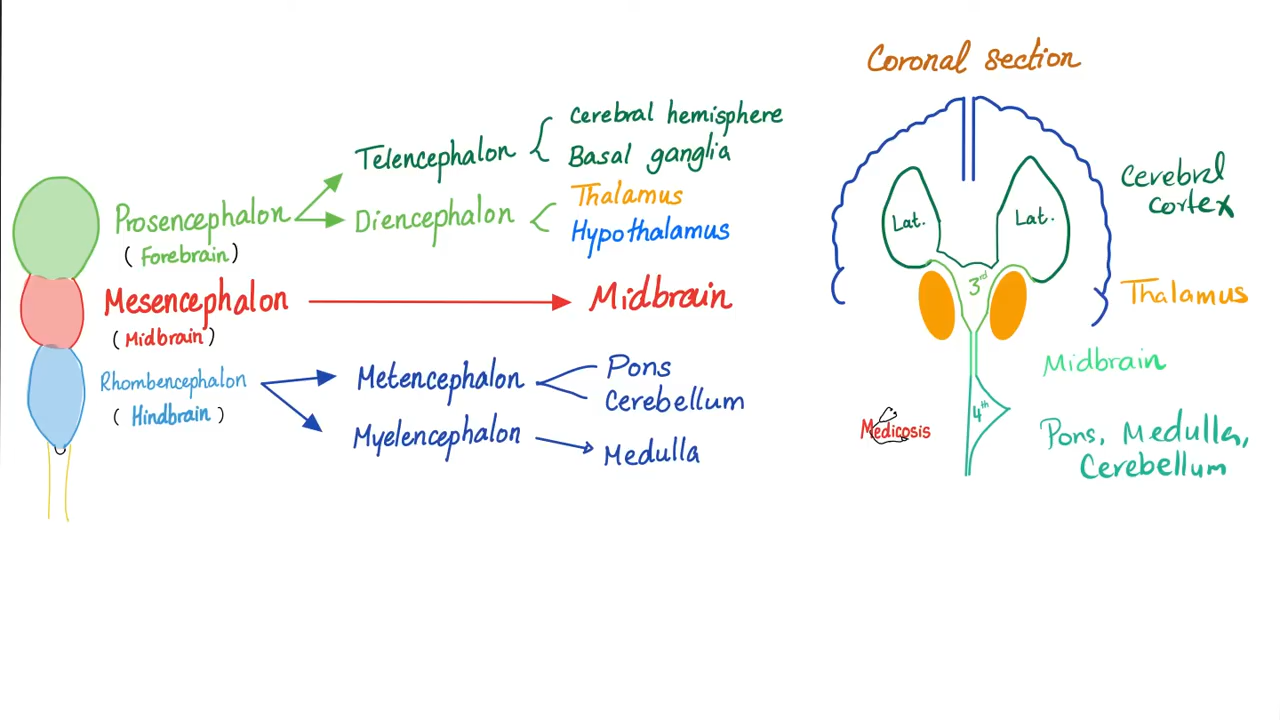 Coronal section
Telencephalon
Cerebral hemisphere
Basal ganglia
Prosencephalon
(Forebrain)
Diencephalon
Thalamus
Hypothalamus
Mesencephalon
(Midbrain)
Midbrain
Rhombencephalon
(Hindbrain)
Metencephalon
Pons
Cerebellum
Myelencephalon
Medulla
Lat.
Lat.
3rd
4th
Cerebral
cortex
Thalamus
Midbrain
Pons, Medulla,
Cerebellum
Medicosis